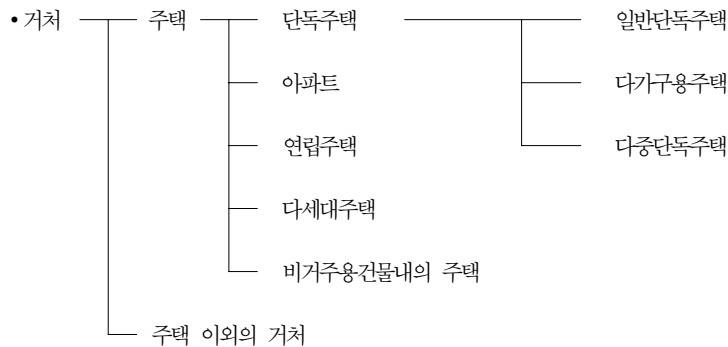 • 거처 주택 단독주택 일반단독주택
아파트 다가구용주택
연립주택 다중단독주택
다세대주택
비거주용건물내의 주택
주택 이외의 거처